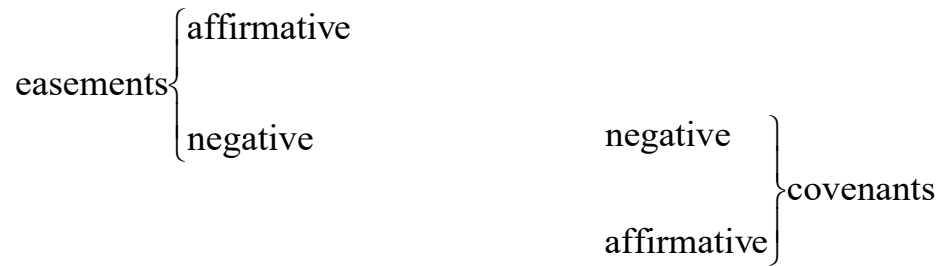 affirmative
easements
negative negative
covenants
affirmative